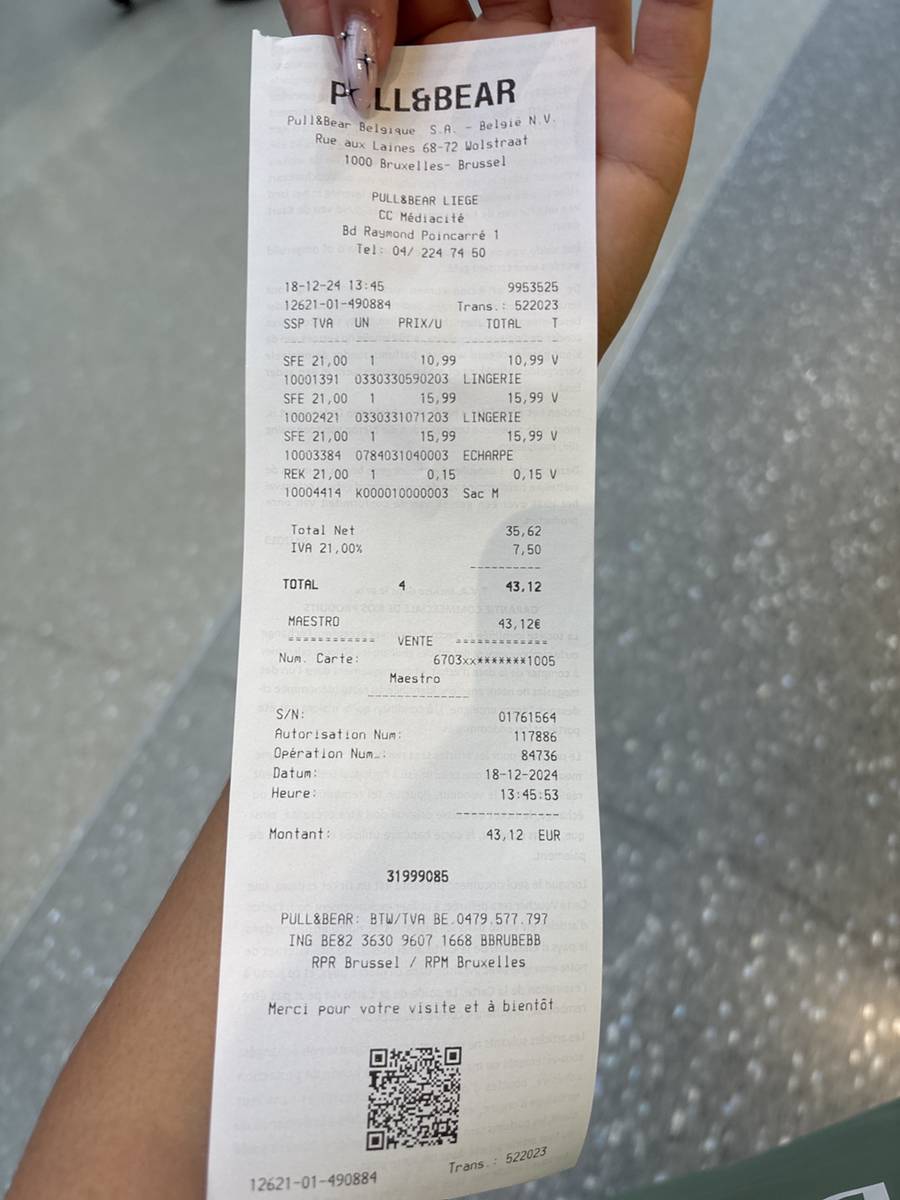 PULL&BEAR
Pull&Bear Belgique S.A. - België N.V.
Rue aux Laines 68-72 Wolstraat
1000 Bruxelles- Brussel
PULL&BEAR LIEGE
CC Médiacité
Bd Raymond Poincarré 1
Tel: 04/ 224 74 50
18-12-24 13:45 9953525
12621-01-490884 Trans.: 522023
SSP TVA UN PRIX/U TOTAL T
SFE 21,00 1 10,99 10,99 V
10001391 0330330590203 LINGERIE
SFE 21,00 1 15,99 15,99 V
10002421 0330331071203 LINGERIE
SFE 21,00 1 15,99 15,99 V
10003384 0784031040003 ECHARPE
REK 21,00 1 0,15 0,15 V
10004414 K000010000003 Sac M
Total Net 35,62
IVA 21,00% 7,50
----------
TOTAL 4 43,12
MAESTRO 43,12€
============ VENTE =============
Num. Carte: 6703xx*******1005
Maestro
-------------
S/N: 01761564
Autorisation Num: 117886
Opération Num.: 84736
Datum: 18-12-2024
Heure: 13:45:53
--------------
Montant: 43,12 EUR
31999085
PULL&BEAR: BTW/TVA BE.0479.577.797
ING BE82 3630 9607 1668 BBRUBEBB
RPR Brussel / RPM Bruxelles
Merci pour votre visite et à bientôt
12621-01-490884 Trans.: 522023